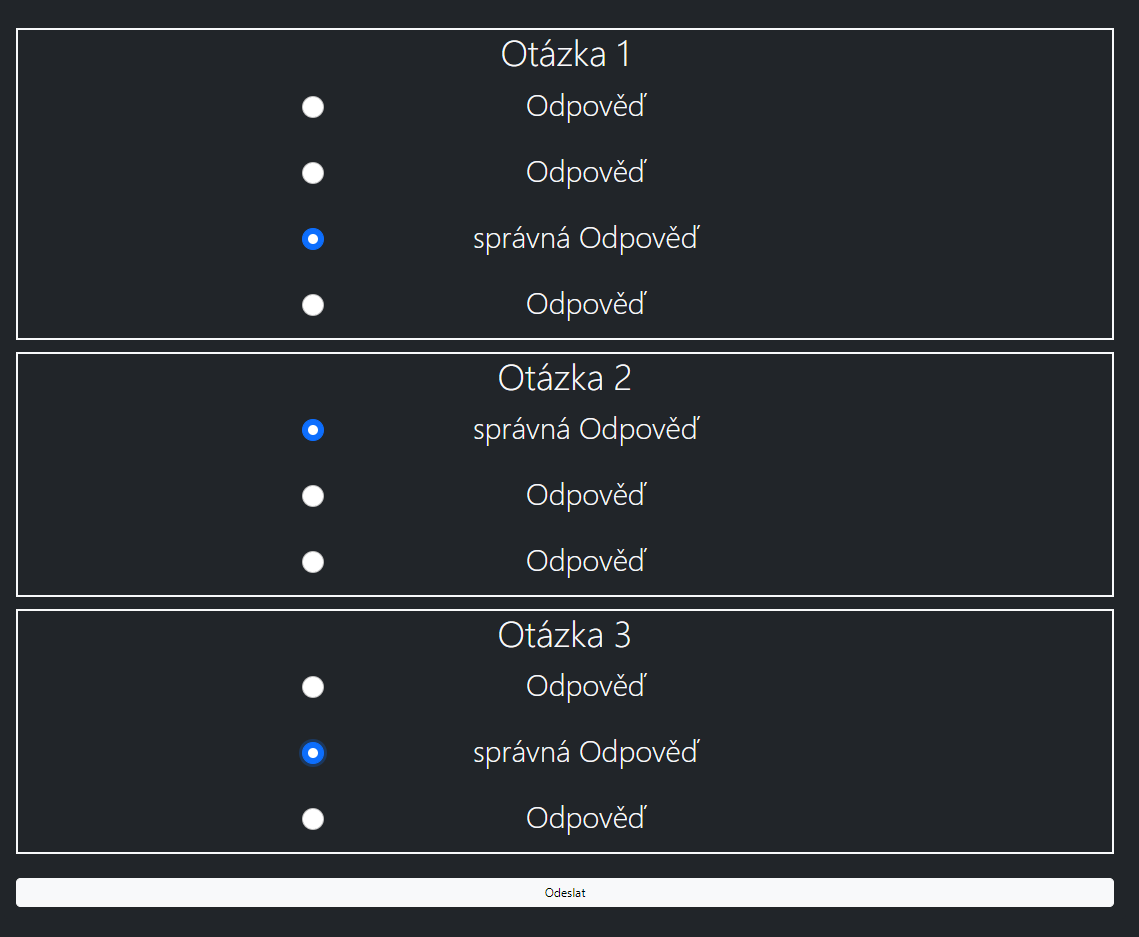 Otázka 1
Odpověď
Odpověď
správná Odpověď
Odpověď
Otázka 2
správná Odpověď
Odpověď
Odpověď
Otázka 3
Odpověď
správná Odpověď
Odpověď
Odeslat